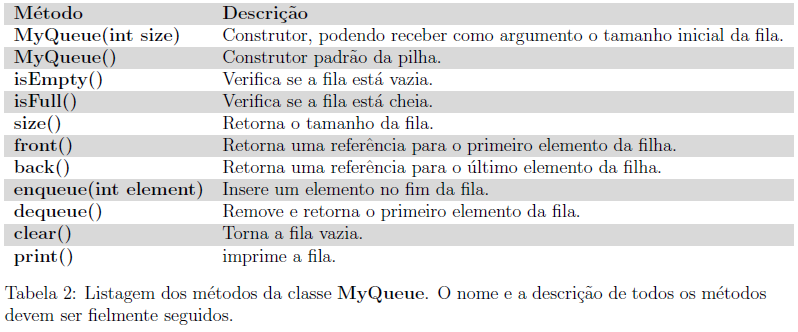 Método Descrição
MyQueue(int size) Construtor, podendo receber como argumento o tamanho inicial da fila.
MyQueue() Construtor padrão da pilha.
isEmpty() Verifica se a fila está vazia.
isFull() Verifica se a fila está cheia.
size() Retorna o tamanho da fila.
front() Retorna uma referência para o primeiro elemento da filha.
back() Retorna uma referência para o último elemento da filha.
enqueue(int element) Insere um elemento no fim da fila.
dequeue() Remove e retorna o primeiro elemento da fila.
clear() Torna a fila vazia.
print() imprime a fila.
Tabela 2: Listagem dos métodos da classe MyQueue. O nome e a descrição de todos os métodos
devem ser fielmente seguidos.